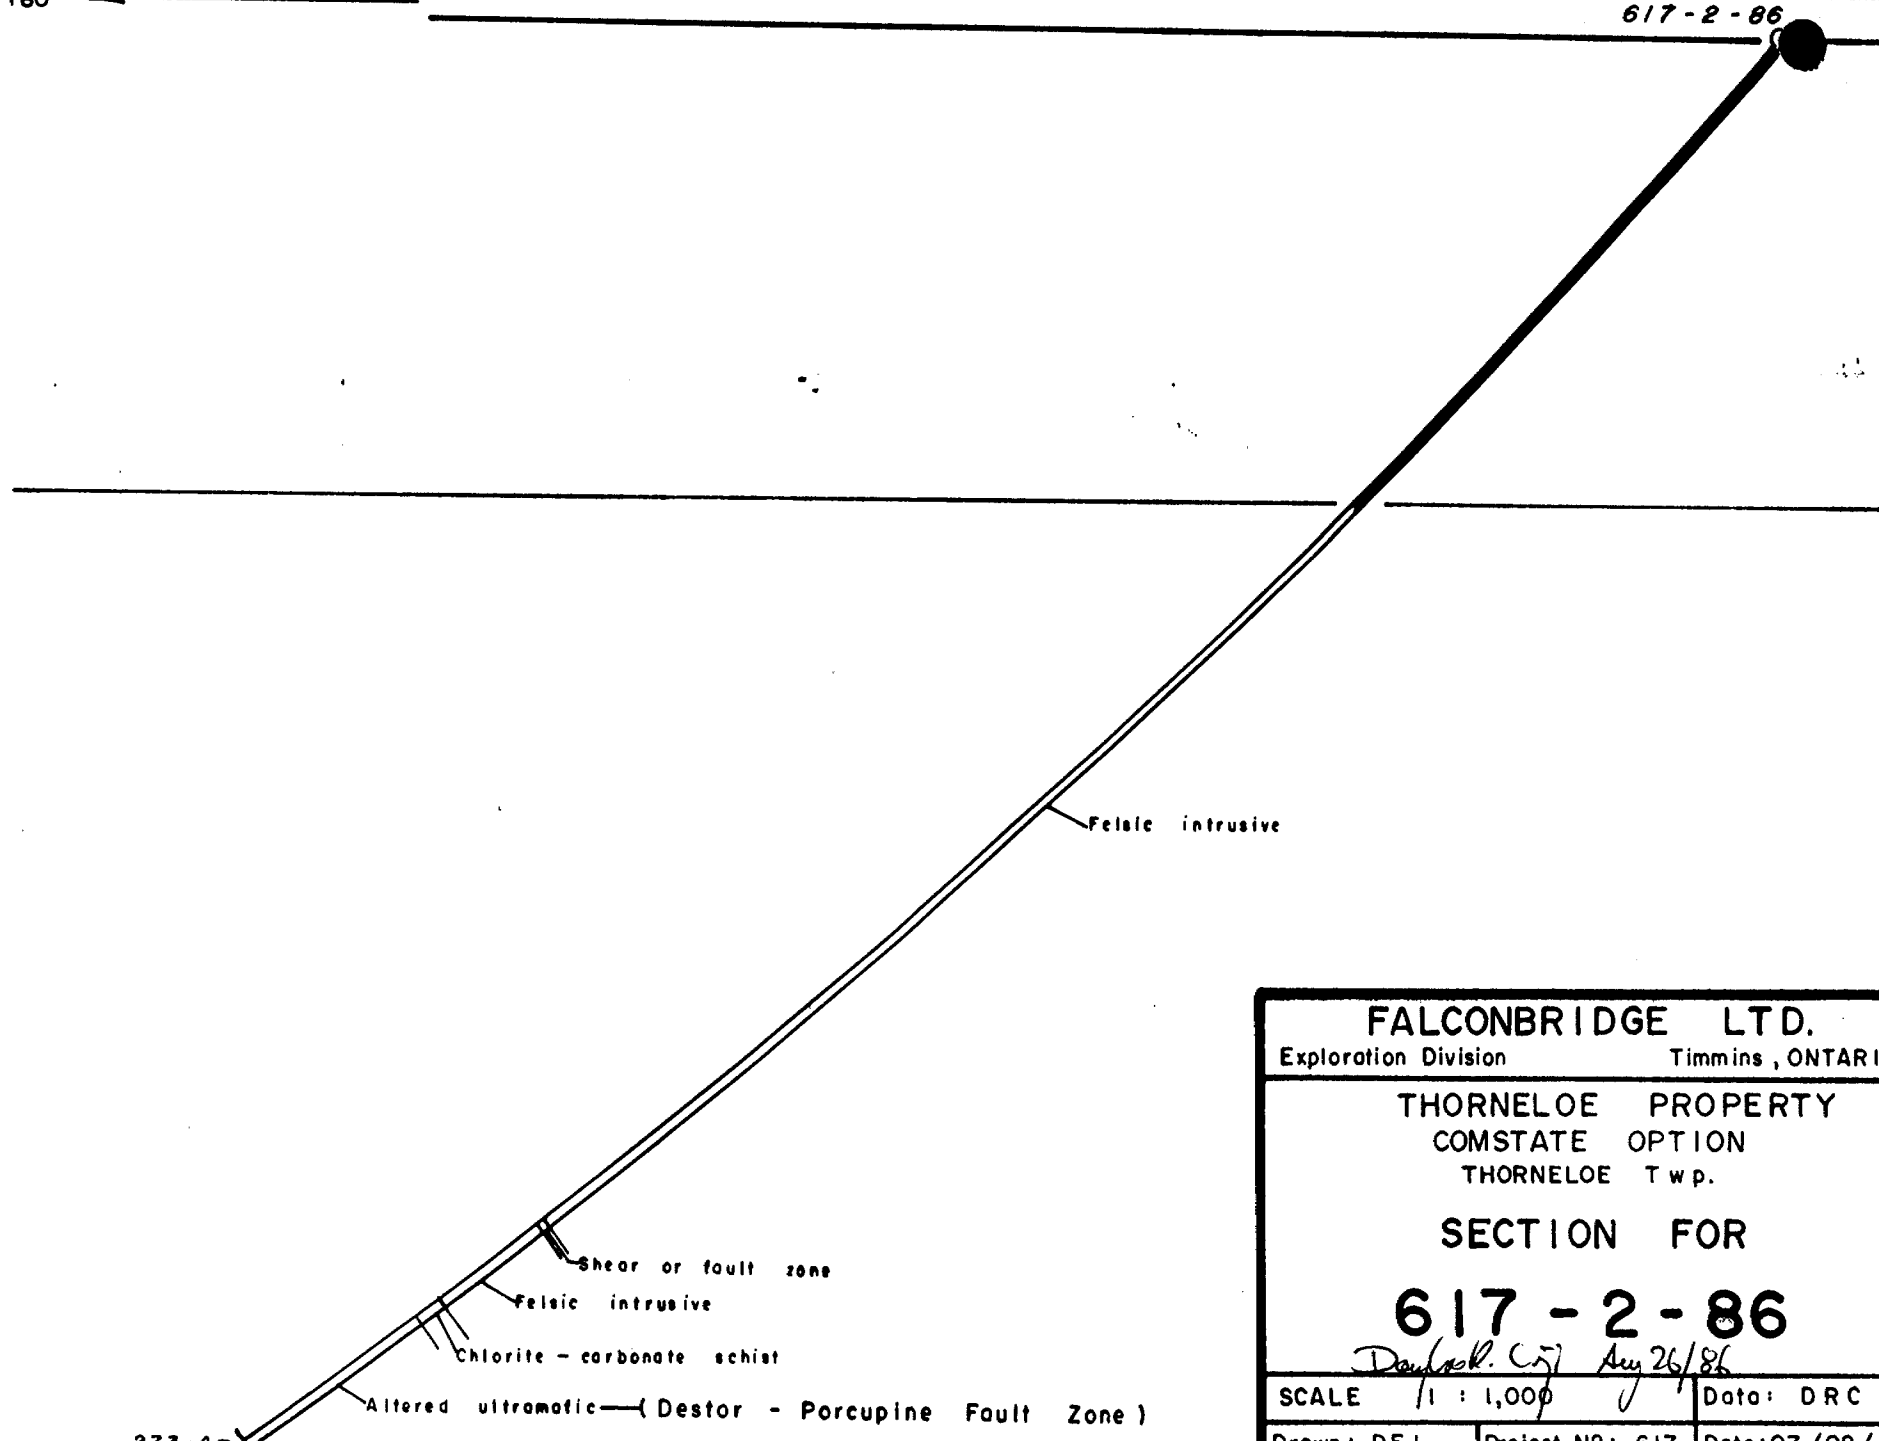 617-2-86
Felsic intrusive
FALCONBRIDGE LTD.
Exploration Division Timmins, ONTARI
THORNELOE PROPERTY
COMSTATE OPTION
THORNELOE Twp.
SECTION FOR
617-2-86
Aug 26/86
Shear or fault zone
Felsic intrusive
Chlorite - carbonate schist
Altered ultramafic — (Destor - Porcupine Fault Zone)
SCALE 1 : 1,000 Data: DRC